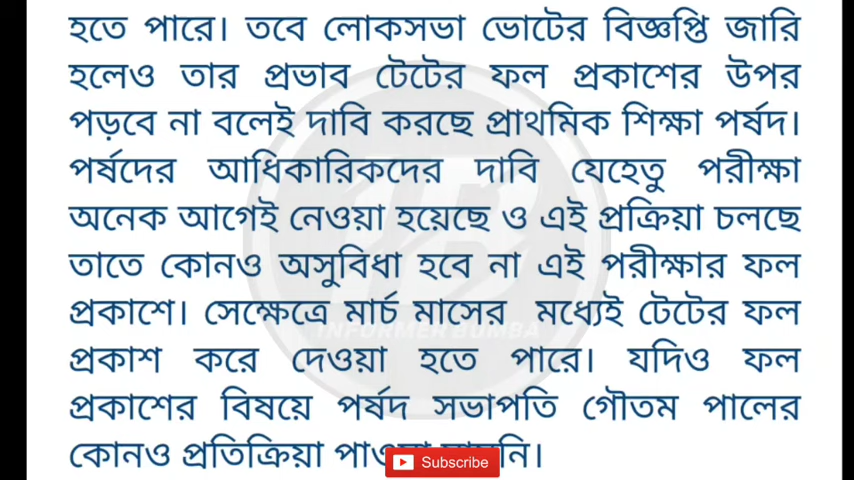 হতে পারে। তবে লোকসভা ভোটের বিজ্ঞপ্তি জারি
হলেও তার প্রভাব টেটের ফল প্রকাশের উপর
পড়বে না বলেই দাবি করছে প্রাথমিক শিক্ষা পর্ষদ।
পর্ষদের আধিকারিকদের দাবি যেহেতু পরীক্ষা
অনেক আগেই নেওয়া হয়েছে ও এই প্রক্রিয়া চলছে
তাতে কোনও অসুবিধা হবে না এই পরীক্ষার ফল
প্রকাশে। সেক্ষেত্রে মার্চ মাসের মধ্যেই টেটের ফল
INFORMER BUMBA
প্রকাশ করে দেওয়া হতে পারে। যদিও ফল
প্রকাশের বিষয়ে পর্ষদ সভাপতি গৌতম পালের
কোনও প্রতিক্রিয়া
Subscribe